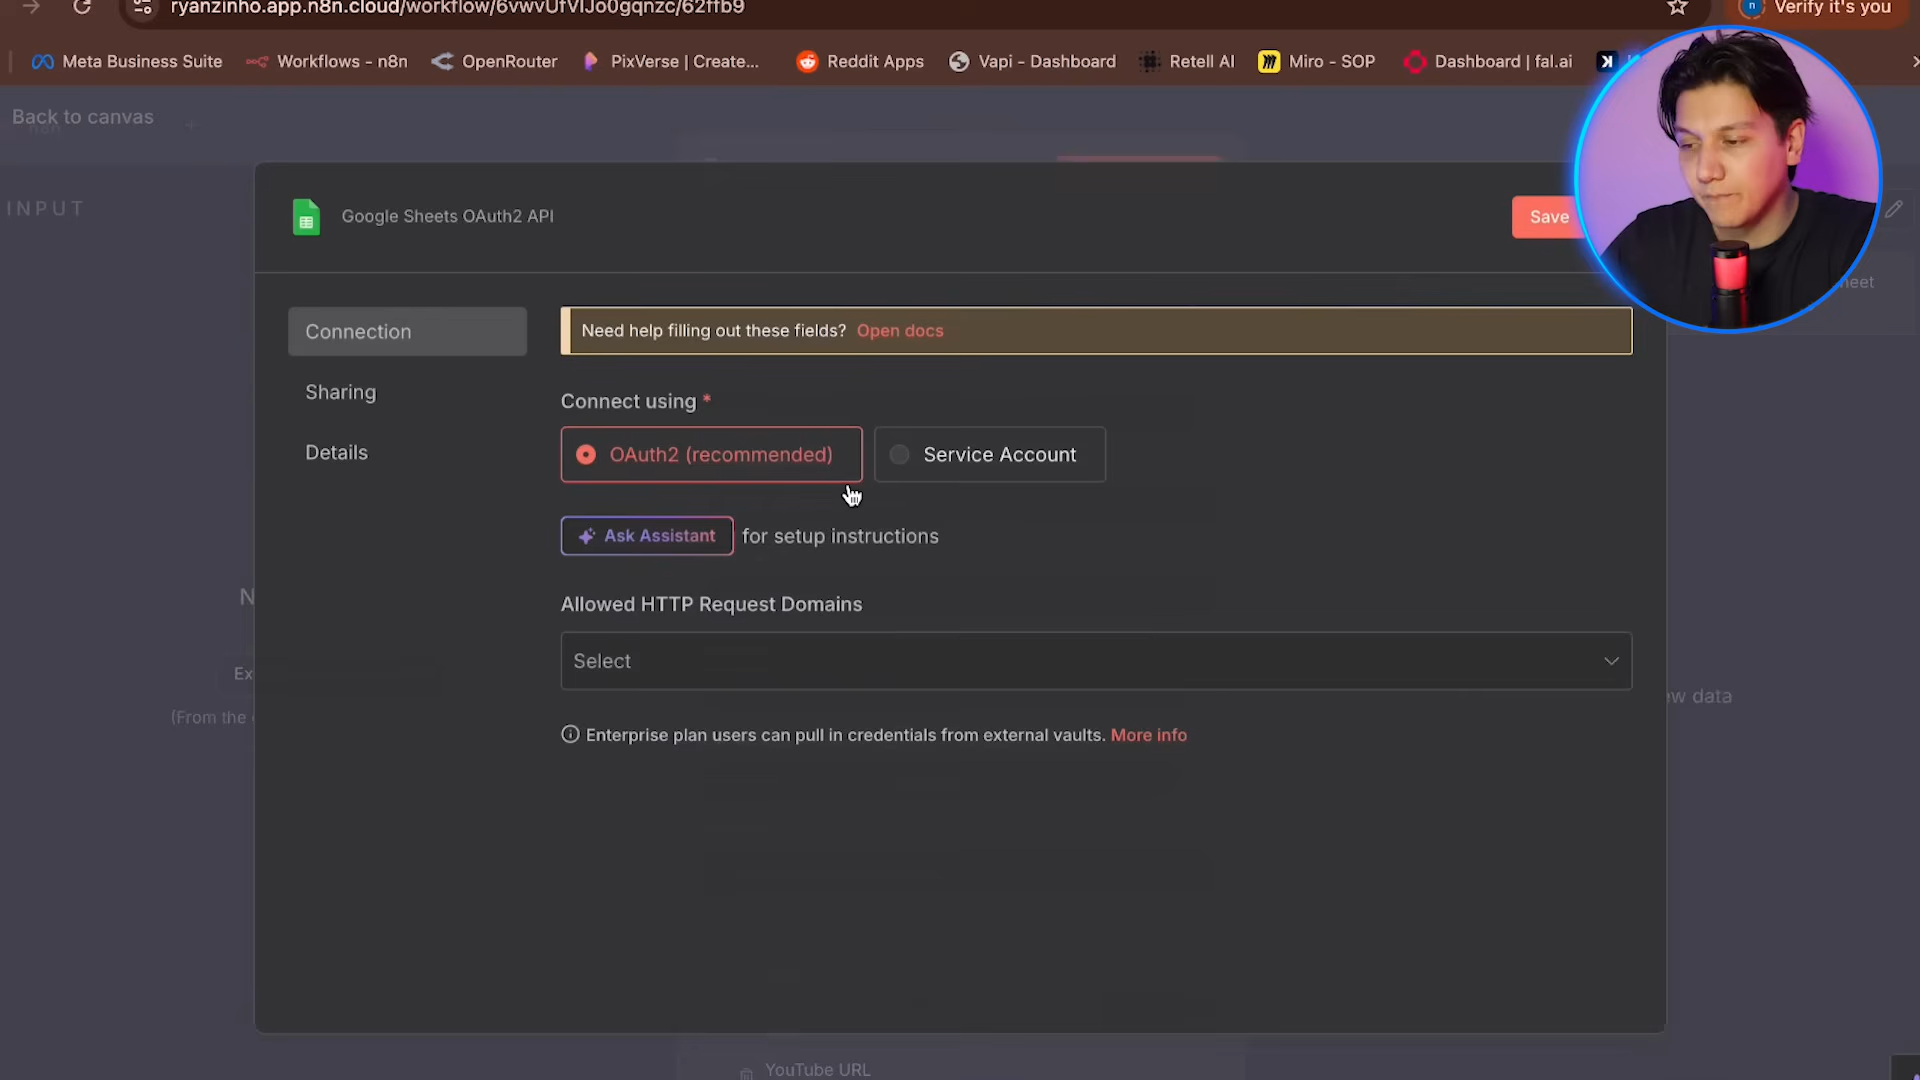 ryanzinho.app.n8n.cloud/workflow/6vwvUfVIJo0gqnzc/62ffb9
n
Verify it's you
Meta Business Suite
Workflows - n8n
OpenRouter
PixVerse | Create...
Reddit Apps
Vapi - Dashboard
Retell AI
Miro - SOP
Dashboard | fal.ai
Back to canvas
INPUT
Google Sheets OAuth2 API
Save
Connection
Sharing
Details
Need help filling out these fields? Open docs
Connect using *
OAuth2 (recommended)
Service Account
Ask Assistant for setup instructions
Allowed HTTP Request Domains
Select
Enterprise plan users can pull in credentials from external vaults. More info
(From the
data
YouTube URL